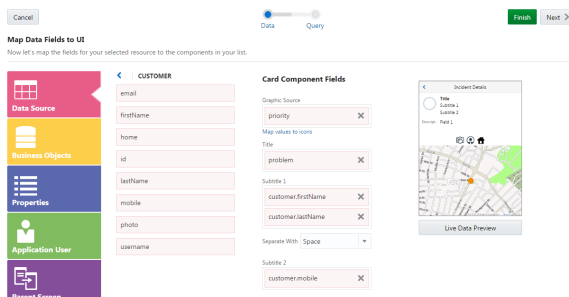 Cancel
Data
Query
Finish
Next
Map Data Fields to UI
Now let's map the fields for your selected resource to the components in your list.
Data Source
Business Objects
Properties
Application User
Parent Screen
CUSTOMER
email
firstName
home
id
lastName
mobile
photo
username
Card Component Fields
Graphic Source
priority
Map values to icons
Title
problem
Subtitle 1
customer.firstName
customer.lastName
Separate With
Space
Subtitle 2
customer.mobile
Incident Details
Title
Subtitle 1
Subtitle 2
Field 1
Live Data Preview